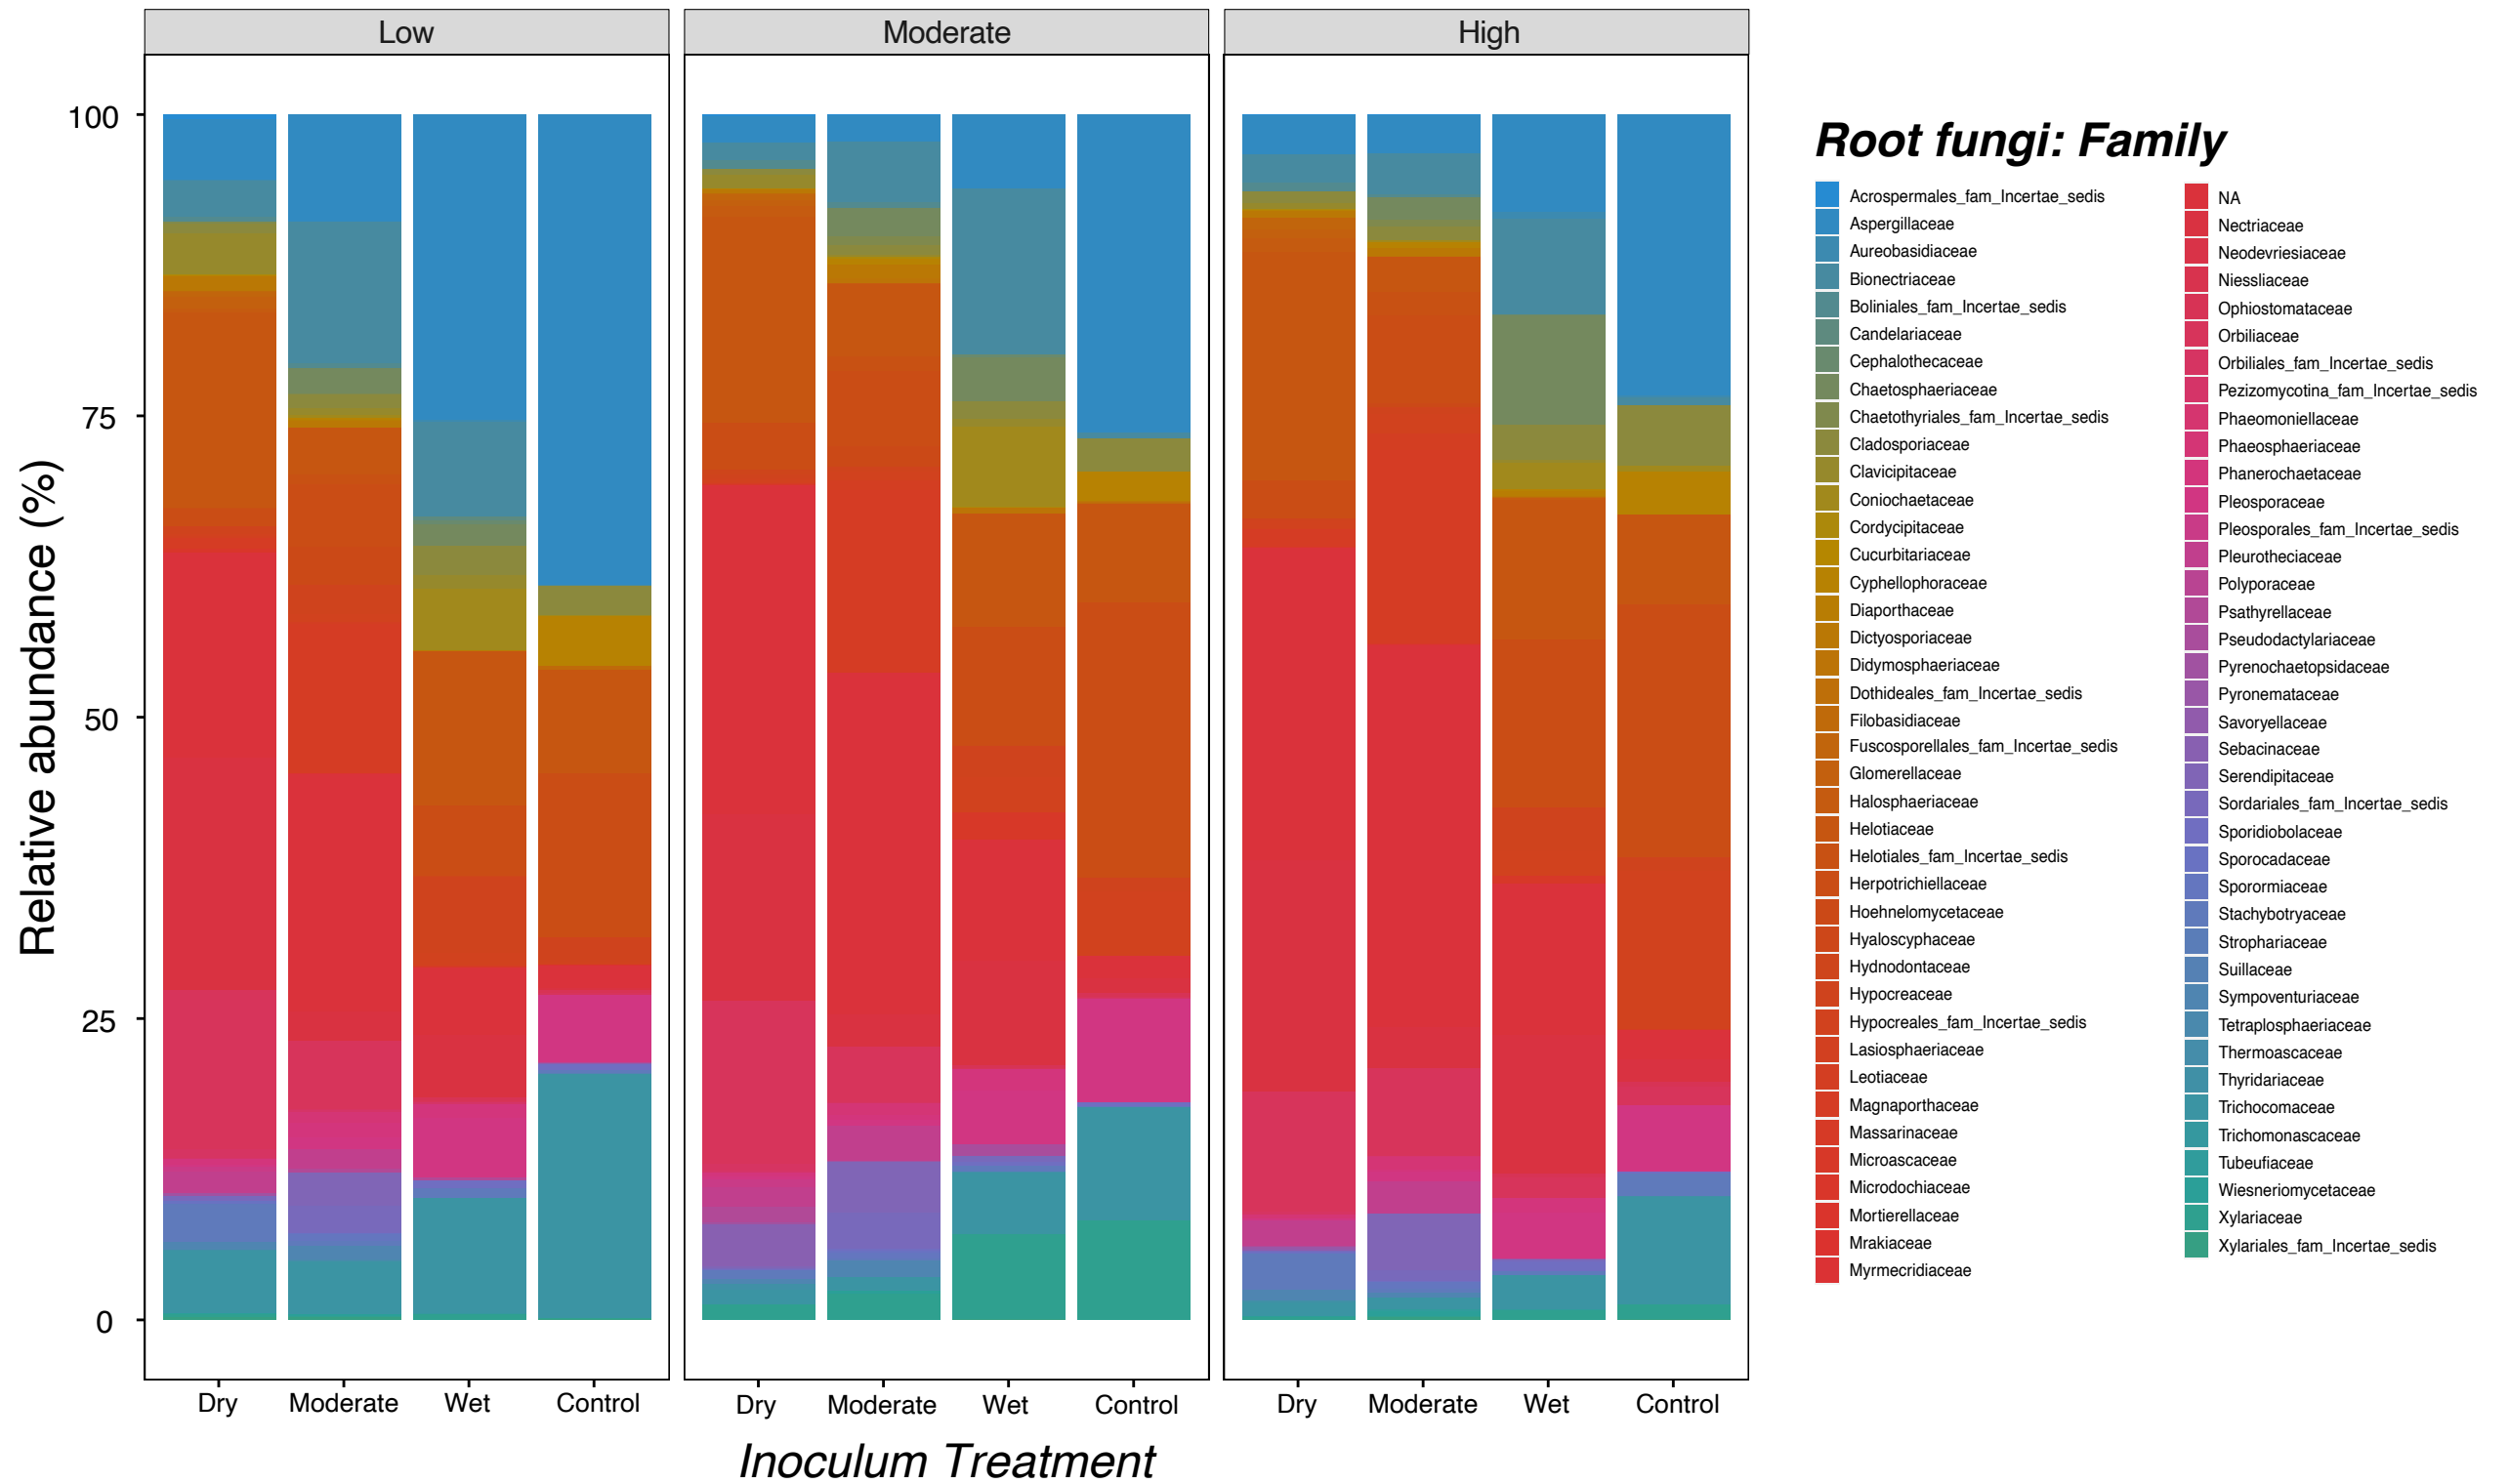 Low
Moderate
High
Relative abundance (%)
100
75
50
25
0
Dry
Moderate
Wet
Control
Dry
Moderate
Wet
Control
Dry
Moderate
Wet
Control
Inoculum Treatment
Root fungi: Family
Acrospermales_fam_Incertae_sedis
Aspergillaceae
Aureobasidiaceae
Bionectriaceae
Boliniales_fam_Incertae_sedis
Candelariaceae
Cephalothecaceae
Chaetosphaeriaceae
Chaetothyriales_fam_Incertae_sedis
Cladosporiaceae
Clavicipitaceae
Coniochaetaceae
Cordycipitaceae
Cucurbitariaceae
Cyphellophoraceae
Diaporthaceae
Dictyosporiaceae
Didymosphaeriaceae
Dothideales_fam_Incertae_sedis
Filobasidiaceae
Fuscosporellales_fam_Incertae_sedis
Glomerellaceae
Halosphaeriaceae
Helotiaceae
Helotiales_fam_Incertae_sedis
Herpotrichiellaceae
Hoehnelomycetaceae
Hyaloscyphaceae
Hydnodontaceae
Hypocreaceae
Hypocreales_fam_Incertae_sedis
Lasiosphaeriaceae
Leotiaceae
Magnaporthaceae
Massarinaceae
Microascaceae
Microdochiaceae
Mortierellaceae
Mrakiaceae
Myrmecridiaceae
NA
Nectriaceae
Neodevriesiaceae
Niessliaceae
Ophiostomataceae
Orbiliaceae
Orbiliales_fam_Incertae_sedis
Pezizomycotina_fam_Incertae_sedis
Phaeomoniellaceae
Phaeosphaeriaceae
Phanerochaetaceae
Pleosporaceae
Pleosporales_fam_Incertae_sedis
Pleurotheciaceae
Polyporaceae
Psathyrellaceae
Pseudodactylariaceae
Pyrenochaetopsidaceae
Pyronemataceae
Savoryellaceae
Sebacinaceae
Serendipitaceae
Sordariales_fam_Incertae_sedis
Sporidiobolaceae
Sporocadaceae
Sporormiaceae
Stachybotryaceae
Strophariaceae
Suillaceae
Sympoventuriaceae
Tetraplosphaeriaceae
Thermoascaceae
Thyridariaceae
Trichocomaceae
Trichomonascaceae
Tubeufiaceae
Wiesneriomycetaceae
Xylariaceae
Xylariales_fam_Incertae_sedis